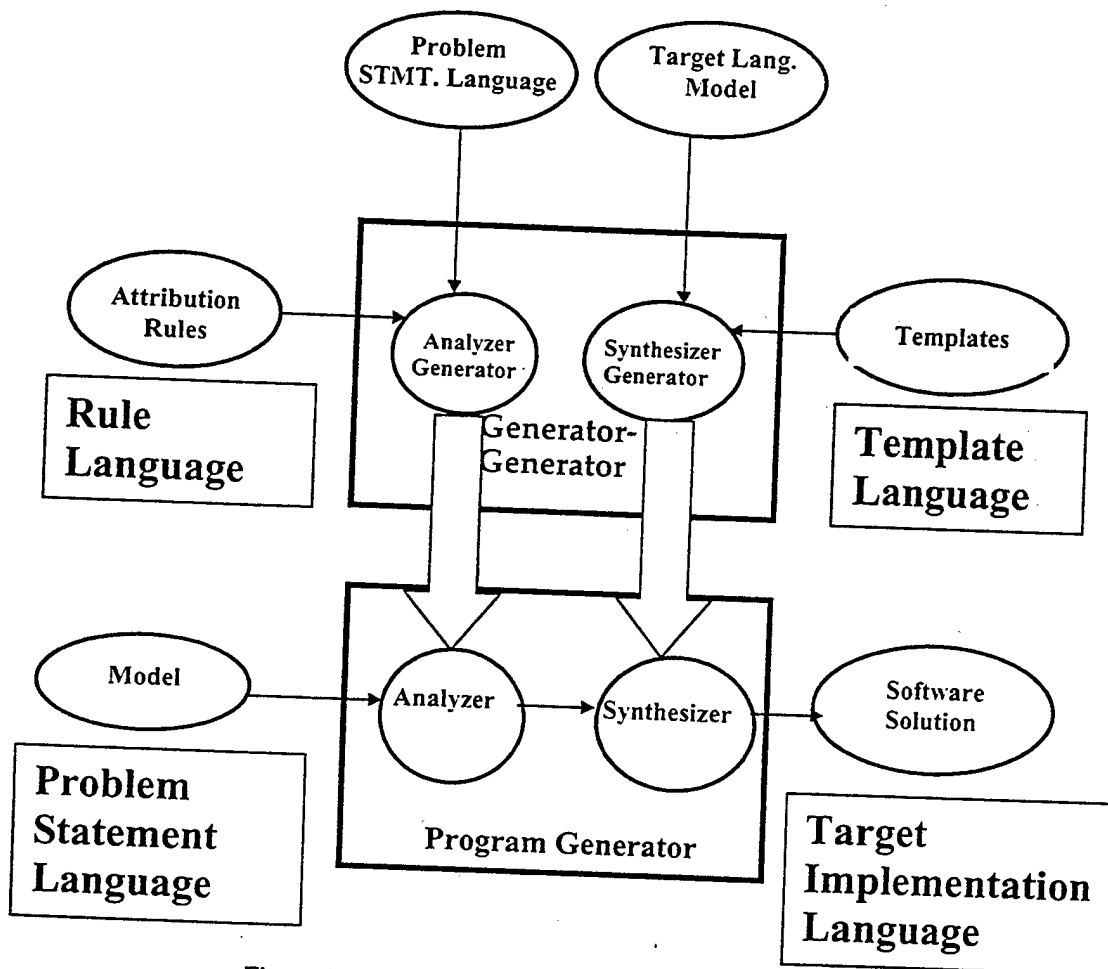 Problem
STMT. Language
Target Lang.
Model
Attribution
Rules
Analyzer
Generator
Synthesizer
Generator
Templates
Rule
Language
Generator-
Generator
Template
Language
Model
Analyzer
Synthesizer
Software
Solution
Problem
Statement
Language
Program Generator
Target
Implementation
Language